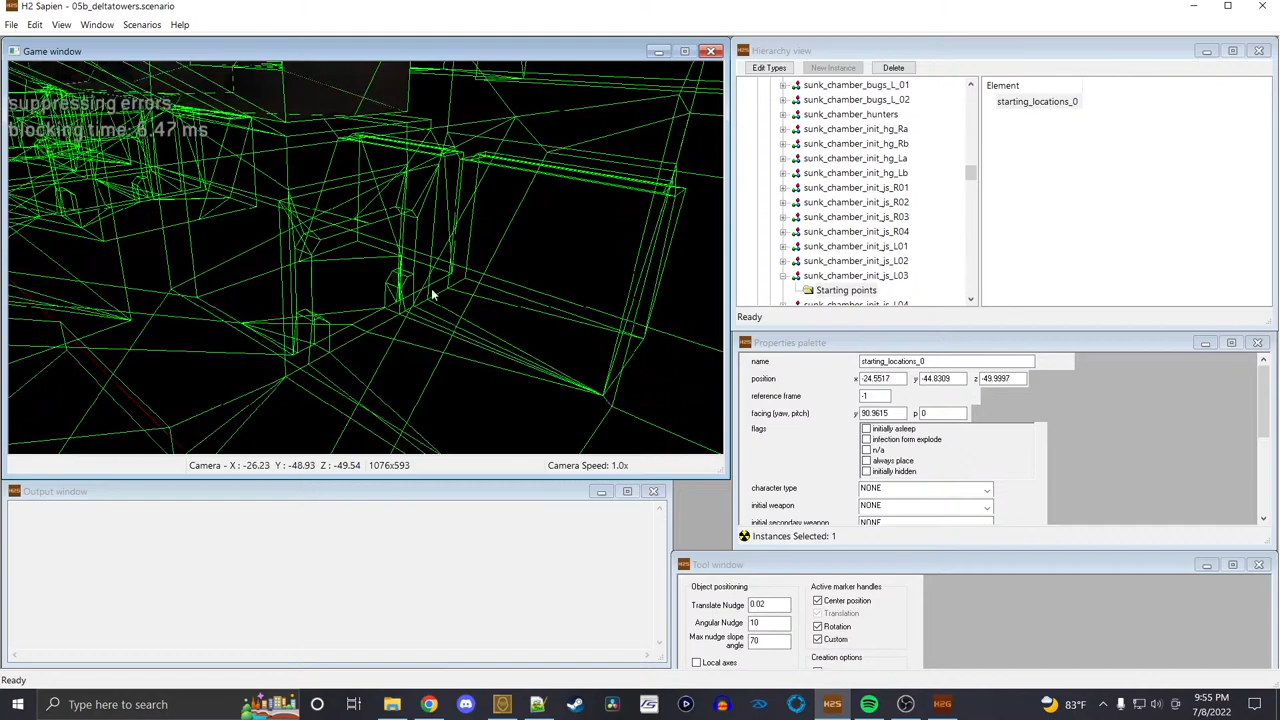 H2 Sapien - 05b_deltatowers.scenario
File Edit View Window Scenarios Help
Game window
suppressing errors
blocking time: 6.47 ms
Camera - X : -26.23 Y : -48.93 Z : -49.54 1076x593 Camera Speed: 1.0x
Output window
Hierarchy view
Edit Types New Instance Delete
sunk_chamber_bugs_L_01
sunk_chamber_bugs_L_02
sunk_chamber_hunters
sunk_chamber_init_hg_Ra
sunk_chamber_init_hg_Rb
sunk_chamber_init_hg_La
sunk_chamber_init_hg_Lb
sunk_chamber_init_js_R01
sunk_chamber_init_js_R02
sunk_chamber_init_js_R03
sunk_chamber_init_js_R04
sunk_chamber_init_js_L01
sunk_chamber_init_js_L02
sunk_chamber_init_js_L03
Starting points
sunk_chamber_init_js_L04
Element
starting_locations_0
Ready
Properties palette
name starting_locations_0
position x -24.5517 y -44.8309 z -49.9997
reference frame -1
facing (yaw, pitch) y 90.9615 p 0
flags initially asleep
infection form explode
n/a
always place
initially hidden
character type NONE
initial weapon NONE
initial secondary weapon NONE
Instances Selected: 1
Tool window
Object positioning
Translate Nudge 0.02
Angular Nudge 10
Max nudge slope
angle 70
Local axes
Active marker handles
Center position
Translation
Rotation
Custom
Creation options
Ready
Type here to search
H2S
H2G
83°F
9:55 PM
7/8/2022